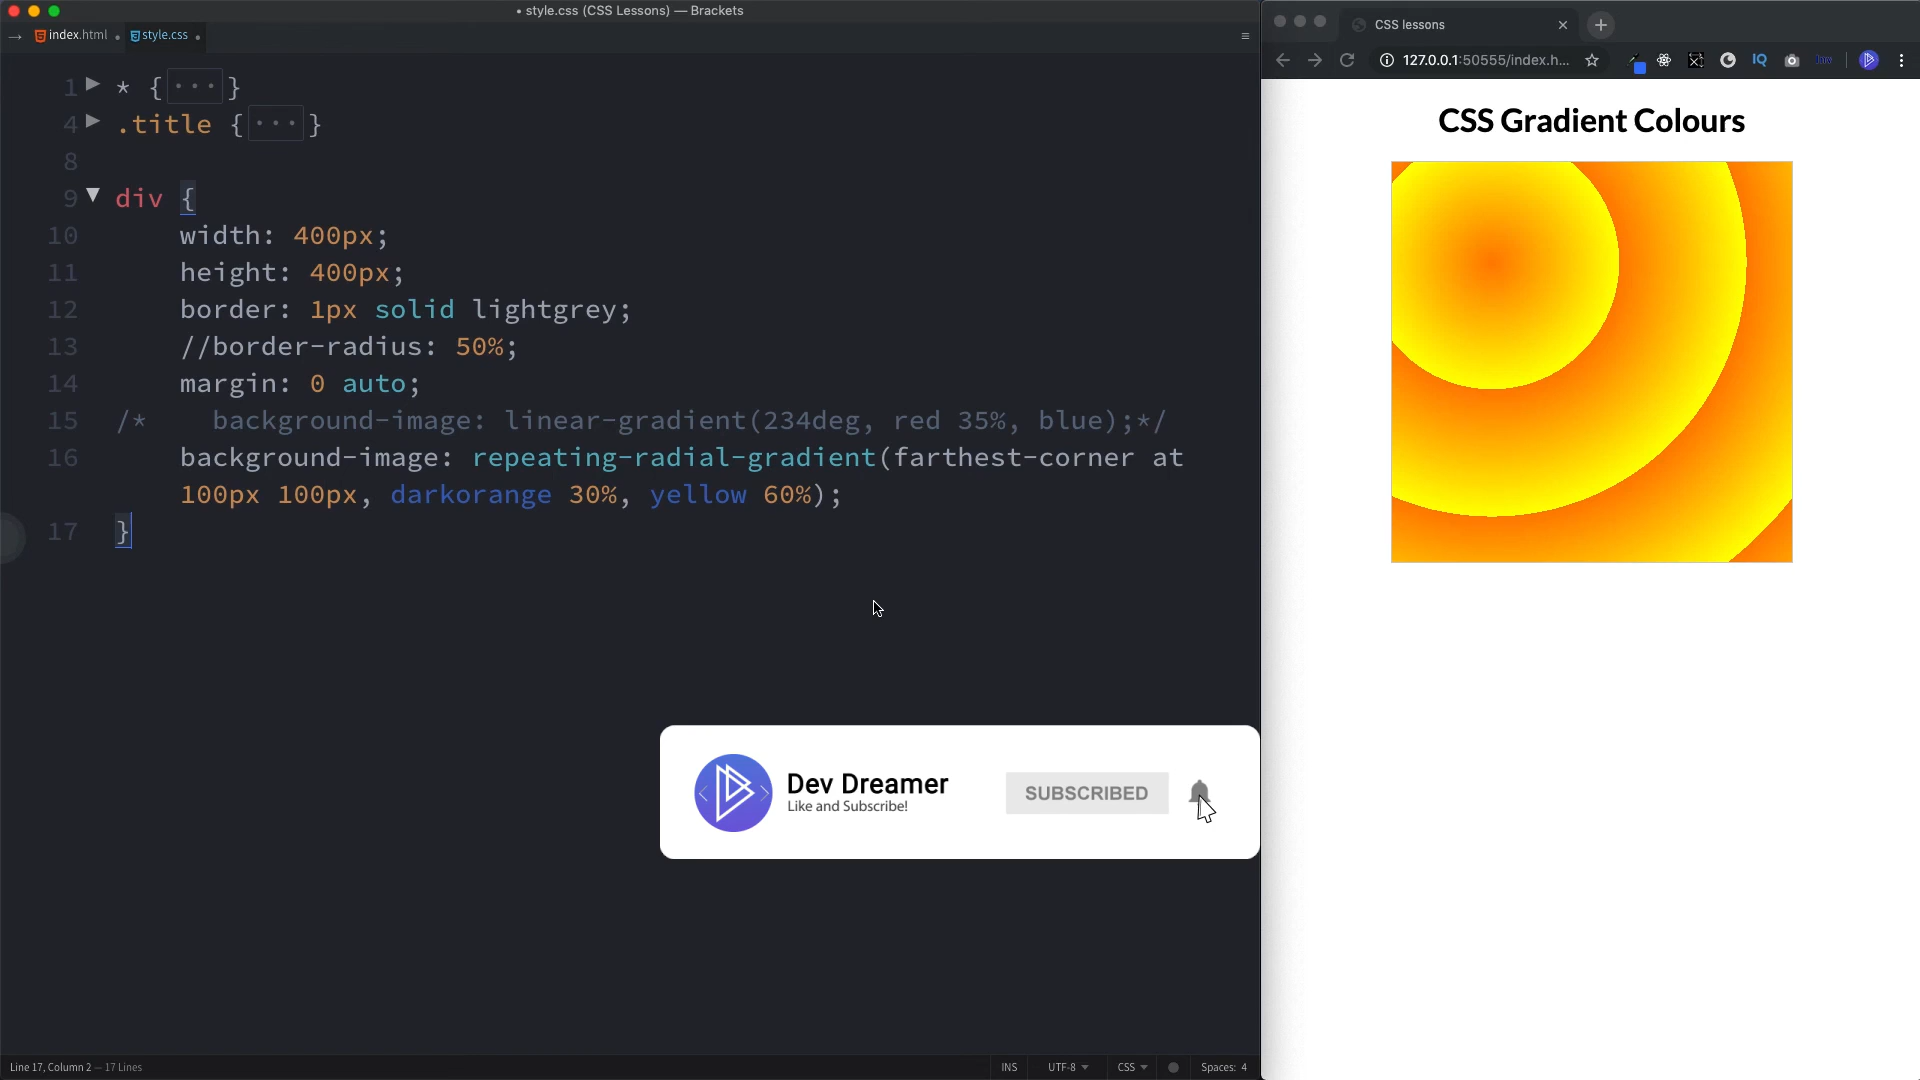 • style.css (CSS Lessons) — Brackets
→ index.html • style.css •
1 * {···}
4 .title {···}
8
9 div {
10 width: 400px;
11 height: 400px;
12 border: 1px solid lightgrey;
13 //border-radius: 50%;
14 margin: 0 auto;
15 /* background-image: linear-gradient(234deg, red 35%, blue);*/
16 background-image: repeating-radial-gradient(farthest-corner at
100px 100px, darkorange 30%, yellow 60%);
17 }
Dev Dreamer
Like and Subscribe!
SUBSCRIBED
Line 17, Column 2 — 17 Lines
INS UTF-8 CSS Spaces: 4
CSS lessons
127.0.0.1:50555/index.h...
IQ
CSS Gradient Colours